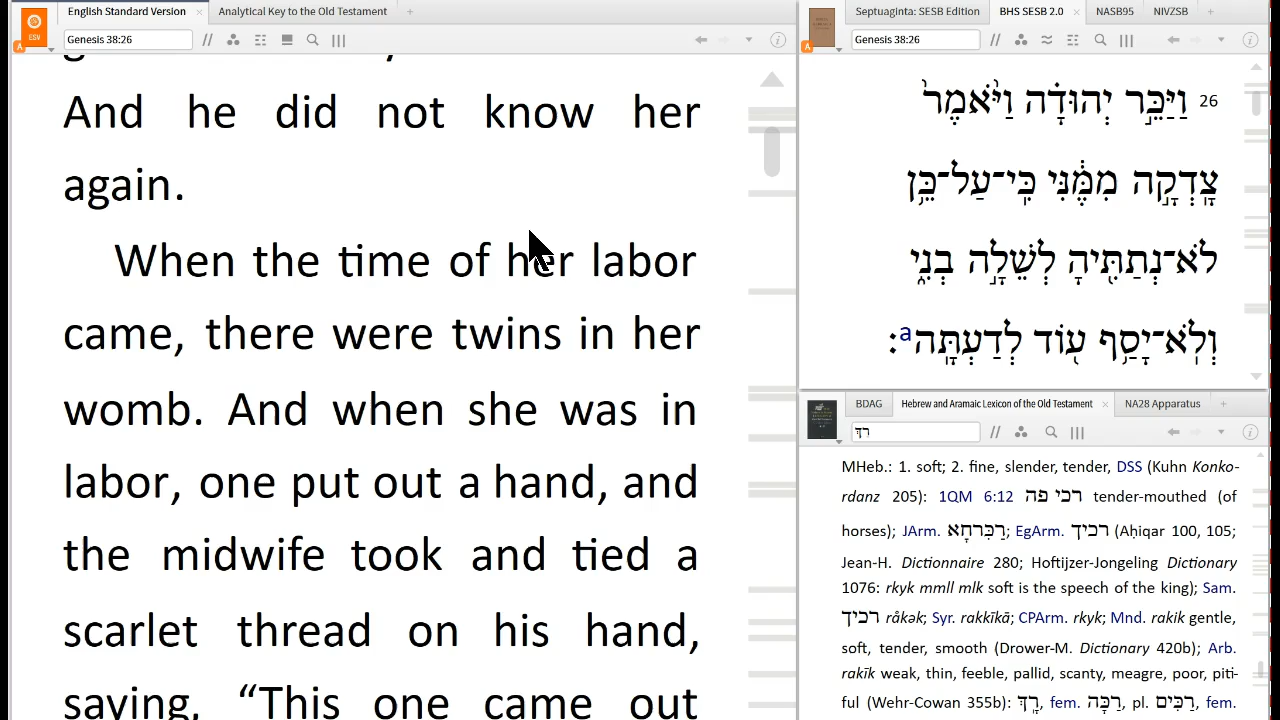 English Standard Version
Analytical Key to the Old Testament
Genesis 38:26
And he did not know her
again.
When the time of her labor
came, there were twins in her
womb. And when she was in
labor, one put out a hand, and
the midwife took and tied a
scarlet thread on his hand,
saying, “This one came out
Septuaginta: SESB Edition
BHS SESB 2.0
NASB95
NIVZSB
Genesis 38:26
26 וַיַּכֵּ֣ר יְהוּדָ֗ה וַיֹּ֙אמֶר֙
צָֽדְקָ֣ה מִמֶּ֔נִּי כִּֽי־עַל־כֵּ֥ן
לֹא־נְתַתִּ֖יהָ לְשֵׁלָ֣ה בְנִ֑י
וְלֹֽא־יָסַ֥ף ע֖וֹד לְדַעְתָּֽהa׃
BDAG
Hebrew and Aramaic Lexicon of the Old Testament
NA28 Apparatus
רךְ
MHeb.: 1. soft; 2. fine, slender, tender, DSS (Kuhn Konko-
rdanz 205): 1QM 6:12 רכי פה tender-mouthed (of
horses); JArm. רַכִּרְחָא; EgArm. רכיך (Aḥiqar 100, 105;
Jean-H. Dictionnaire 280; Hoftijzer-Jongeling Dictionary
1076: rkyk mmll mlk soft is the speech of the king); Sam.
רכיך råkək; Syr. rakkīkā; CPArm. rkyk; Mnd. rakik gentle,
soft, tender, smooth (Drower-M. Dictionary 420b); Arb.
rakīk weak, thin, feeble, pallid, scanty, meagre, poor, piti-
ful (Wehr-Cowan 355b): רָךְ, fem. רַכָּה, pl. רַכִּים, fem.